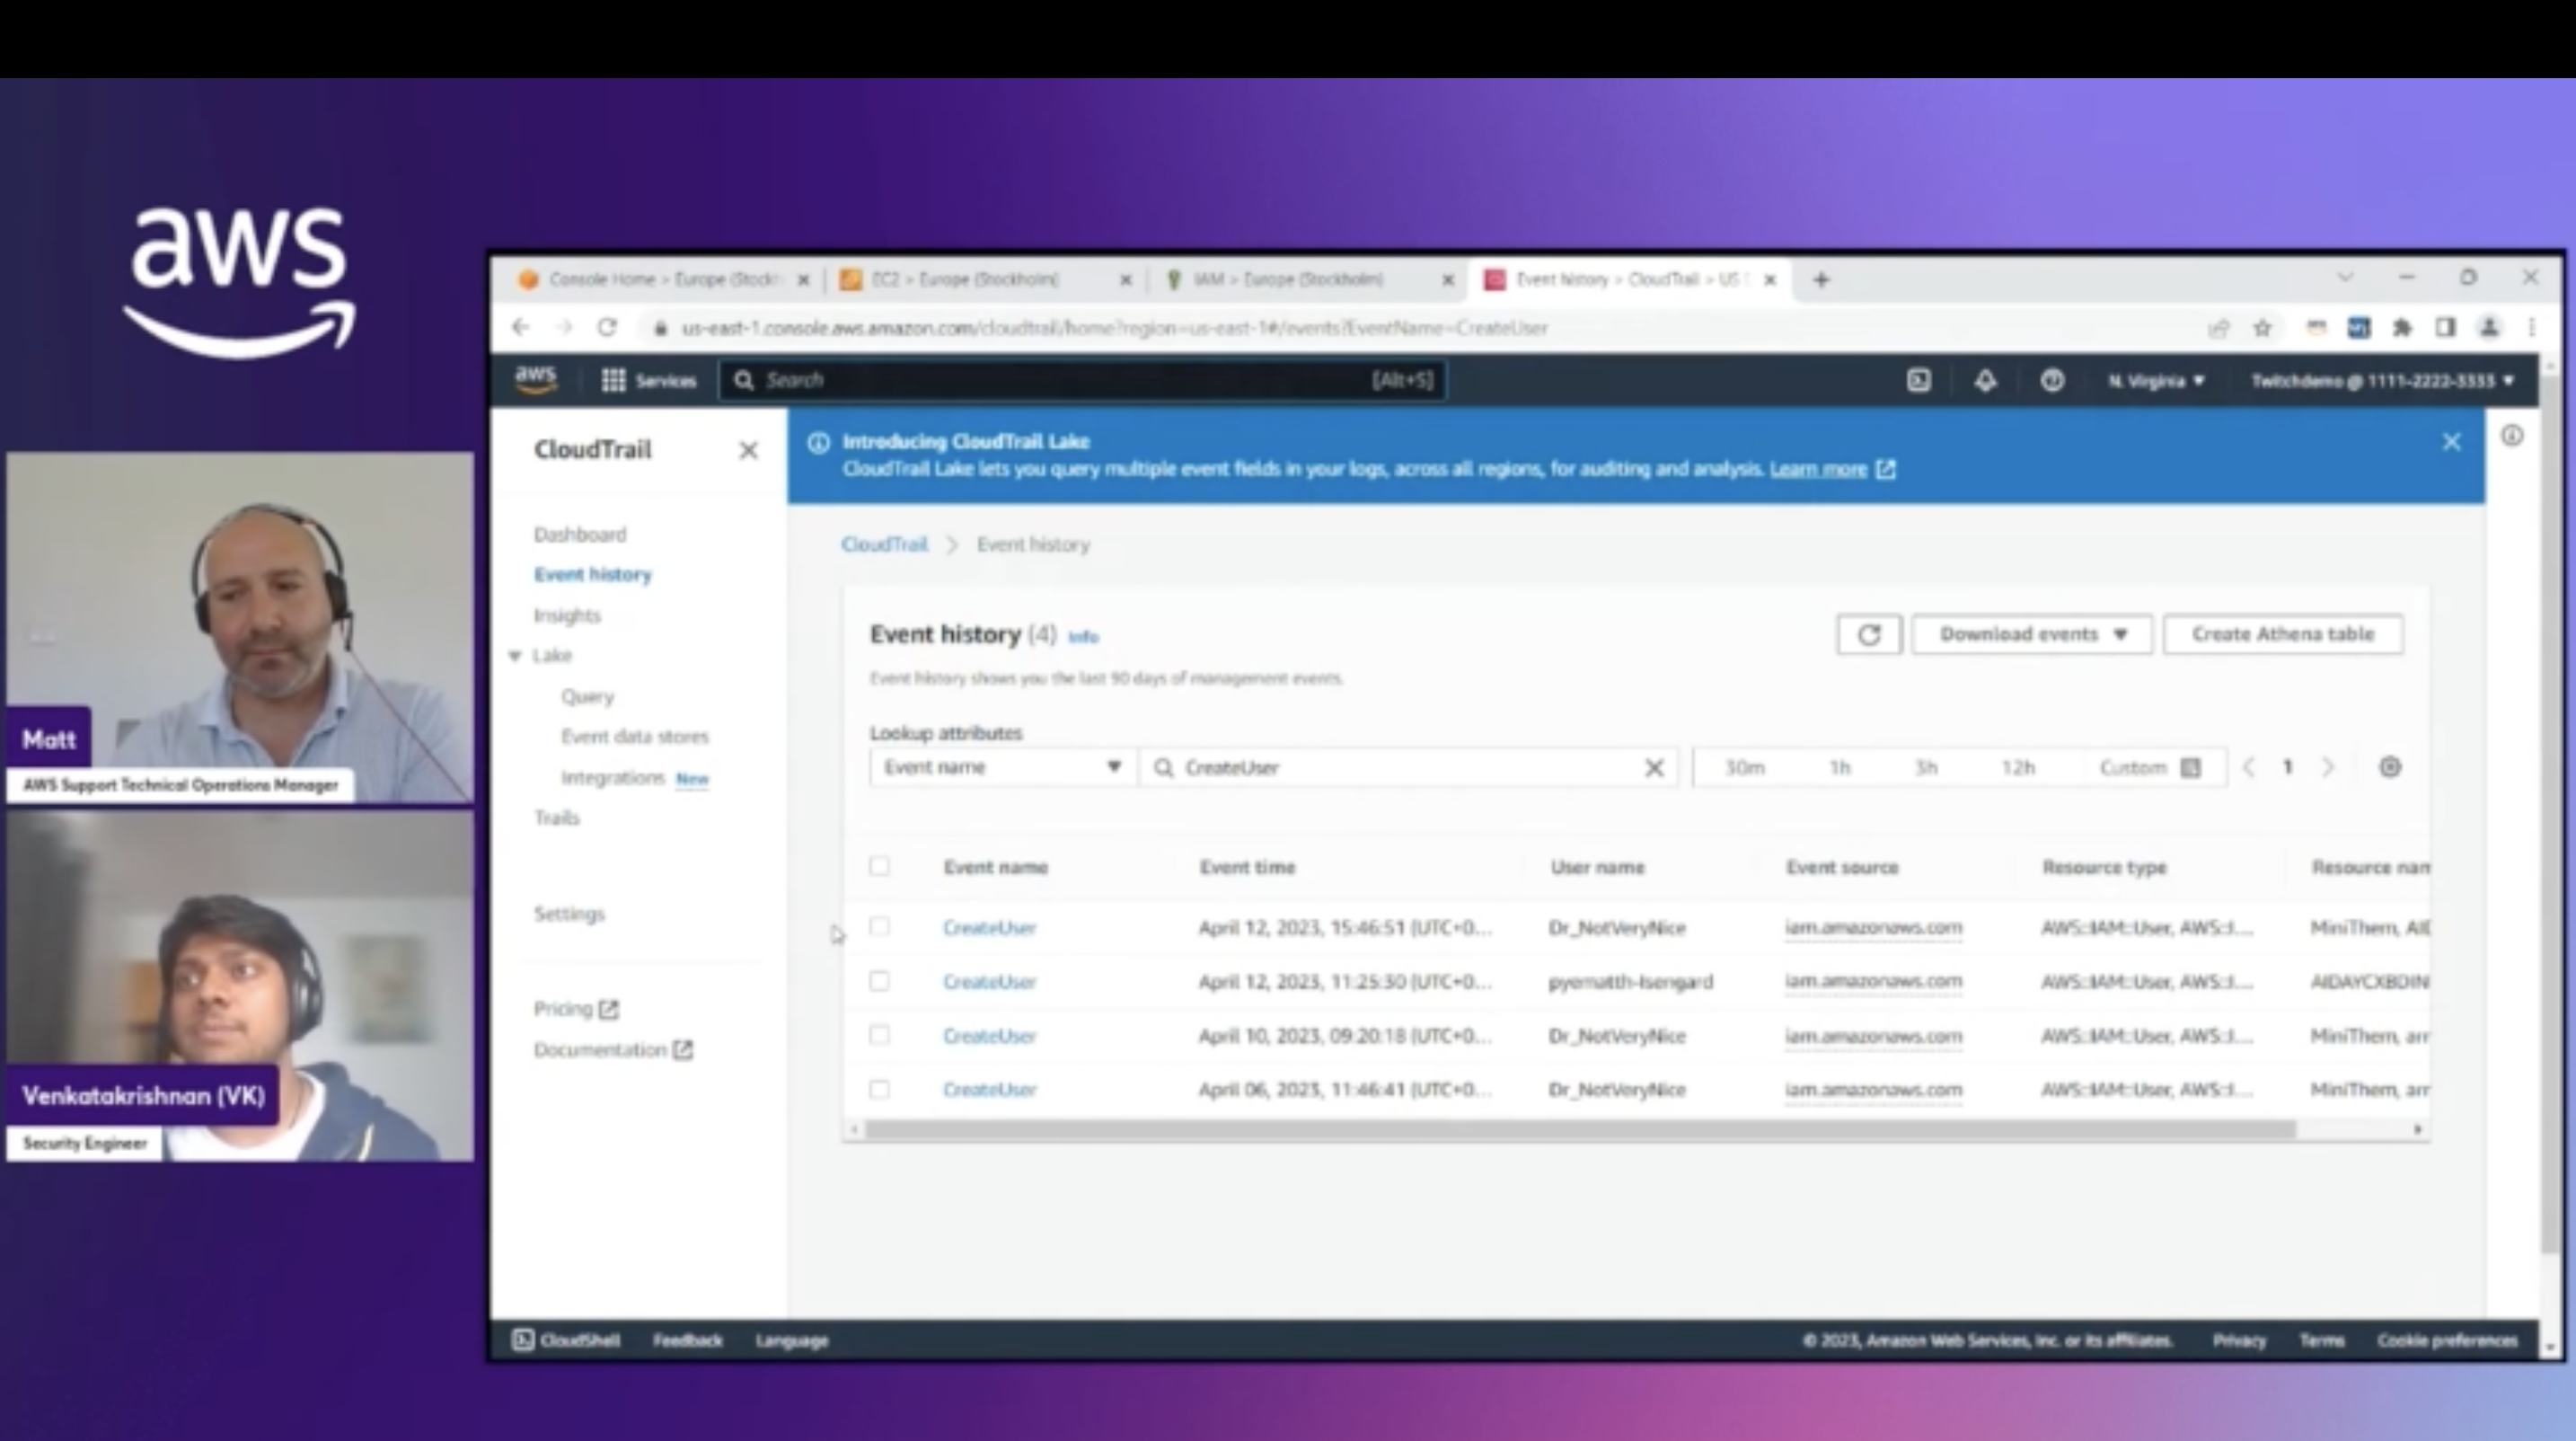 aws
Matt
AWS Support Technical Operations Manager
Venkatakrishnan (VK)
Security Engineer
Console Home > Europe (Stockh
EC2 > Europe (Stockholm)
IAM > Europe (Stockholm)
Event history > CloudTrail > US
us-east-1.console.aws.amazon.com/cloudtrail/home?region=us-east-1#/events?EventName=CreateUser
aws
Services
Search
[Alt+S]
N. Virginia
Twitchdemo @ 1111-2222-3333
CloudTrail
Dashboard
Event history
Insights
Lake
Query
Event data stores
Integrations New
Trails
Settings
Pricing
Documentation
Introducing CloudTrail Lake
CloudTrail Lake lets you query multiple event fields in your logs, across all regions, for auditing and analysis. Learn more
CloudTrail > Event history
Event history (4) Info
Download events
Create Athena table
Event history shows you the last 90 days of management events.
Lookup attributes
Event name
CreateUser
30m 1h 3h 12h Custom
1
Event name Event time User name Event source Resource type Resource nam
CreateUser April 12, 2023, 15:46:51 (UTC+0... Dr_NotVeryNice iam.amazonaws.com AWS::IAM::User, AWS::I.... MiniThem, AID
CreateUser April 12, 2023, 11:25:30 (UTC+0... pyematth-Isengard iam.amazonaws.com AWS::IAM::User, AWS::I.... AIDAYCXBDIN
CreateUser April 10, 2023, 09:20:18 (UTC+0... Dr_NotVeryNice iam.amazonaws.com AWS::IAM::User, AWS::I.... MiniThem, arr
CreateUser April 06, 2023, 11:46:41 (UTC+0... Dr_NotVeryNice iam.amazonaws.com AWS::IAM::User, AWS::I.... MiniThem, arr
CloudShell Feedback Language
© 2023, Amazon Web Services, Inc. or its affiliates. Privacy Terms Cookie preferences